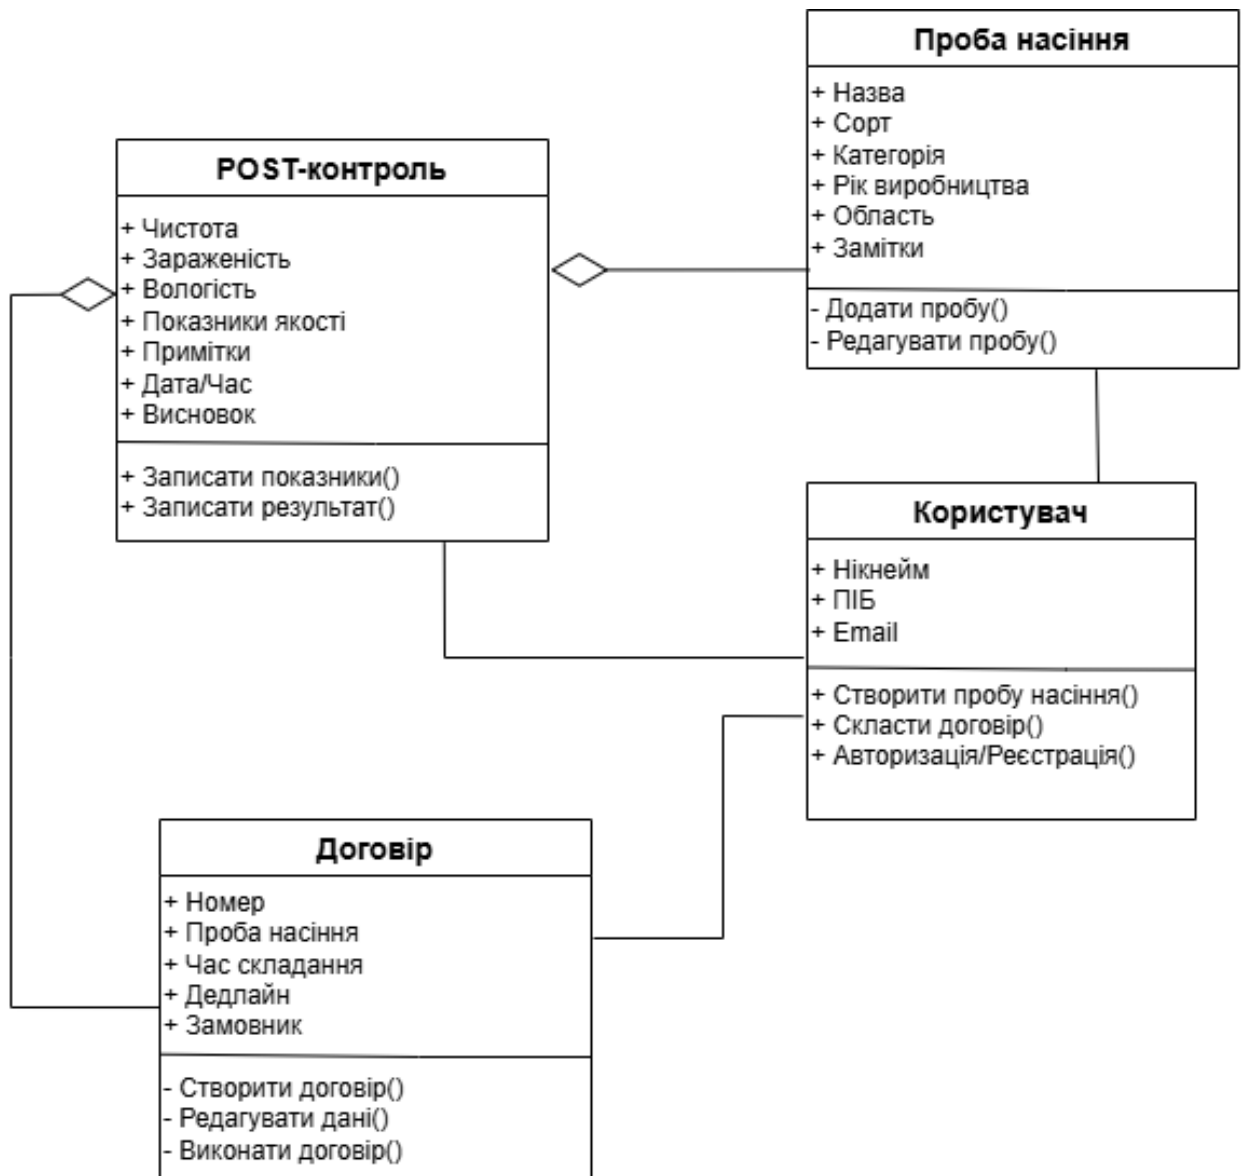 Проба насіння
+ Назва
+ Сорт
+ Категорія
+ Рік виробництва
+ Область
+ Замітки
- Додати пробу()
- Редагувати пробу()
POST-контроль
+ Чистота
+ Зараженість
+ Вологість
+ Показники якості
+ Примітки
+ Дата/Час
+ Висновок
+ Записати показники()
+ Записати результат()
Користувач
+ Нікнейм
+ ПІБ
+ Email
+ Створити пробу насіння()
+ Скласти договір()
+ Авторизація/Реєстрація()
Договір
+ Номер
+ Проба насіння
+ Час складання
+ Дедлайн
+ Замовник
- Створити договір()
- Редагувати дані()
- Виконати договір()